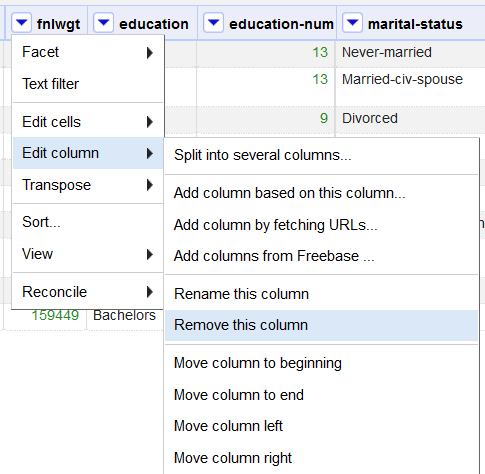 fnlwgt education education-num marital-status
Facet
13 Never-married
Text filter
13 Married-civ-spouse
Edit cells
9 Divorced
Edit column
Split into several columns...
Transpose
Add column based on this column...
Sort...
Add column by fetching URLs...
View
Add columns from Freebase ...
Reconcile
Rename this column
159449 Bachelors
Remove this column
Move column to beginning
Move column to end
Move column left
Move column right